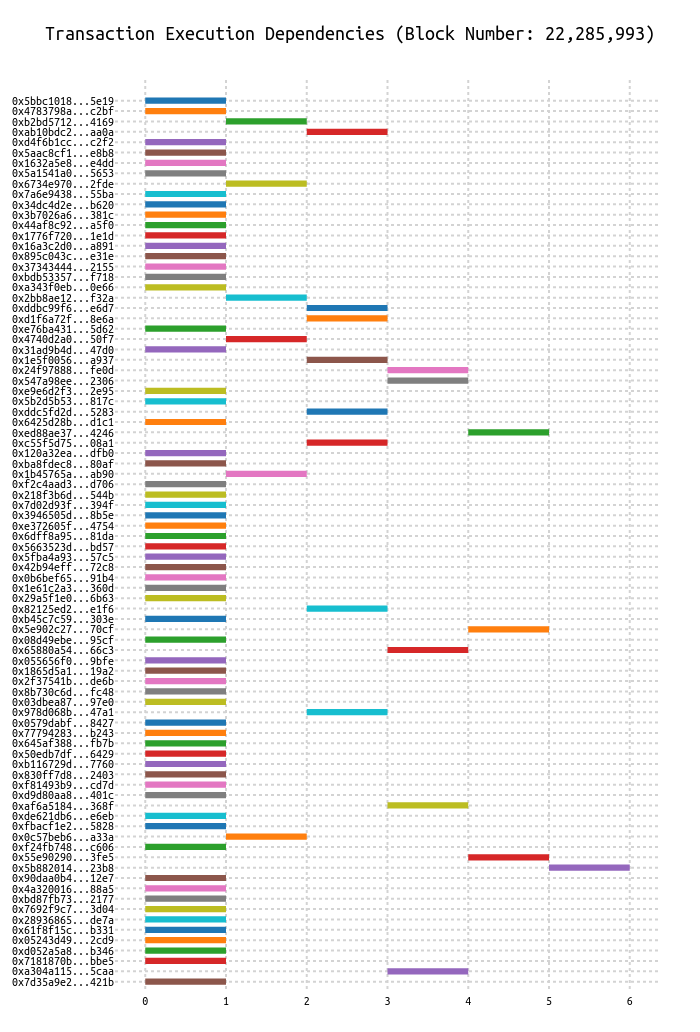 Transaction Execution Dependencies (Block Number: 22,285,993)
0x5bbc1018...5e19
0x4783798a...c2bf
0xb2bd5712...4169
0xab10bdc2...aa0a
0xd4f6b1cc...c2f2
0x5aac8cf1...e8b8
0x1632a5e8...e4dd
0x5a1541a0...5653
0x6734e970...2fde
0x7a6e9438...55ba
0x34dc4d2e...b620
0x3b7026a6...381c
0x44af8c92...a5f0
0x1776f720...1e1d
0x16a3c2d0...a891
0x895c043c...e31e
0x37343444...2155
0xbdb53357...f718
0xa343f0eb...0e66
0x2bb8ae12...f32a
0xddbc99f6...e6d7
0xd1f6a72f...8e6a
0xe76ba431...5d62
0x4740d2a0...50f7
0x31ad9b4d...47d0
0x1e5f0056...a937
0x24f97888...fe0d
0x547a98ee...2306
0xe9e6d2f3...2e95
0x5b2d5b53...817c
0xddc5fd2d...5283
0x6425d28b...d1c1
0xed88ae37...4246
0xc55f5d75...08a1
0x120a32ea...dfb0
0xba8fdec8...80af
0x1b45765a...ab90
0xf2c4aad3...d706
0x218f3b6d...544b
0x7d02d93f...394f
0x3946505d...8b5e
0xe372605f...4754
0x6dff8a95...81da
0x5663523d...bd57
0x5fba4a93...57c5
0x42b94eff...72c8
0x0b6bef65...91b4
0x1e61c2a3...360d
0x29a5f1e0...6b63
0x82125ed2...e1f6
0xb45c7c59...303e
0x5e902c27...70cf
0x08d49ebe...95cf
0x65880a54...66c3
0x055656f0...9bfe
0x1865d5a1...19a2
0x2f37541b...de6b
0x8b730c6d...fc48
0x03dbea87...97e0
0x978d068b...47a1
0x0579dabf...8427
0x77794283...b243
0x645af388...fb7b
0x50edb7df...6429
0xb116729d...7760
0x830ff7d8...2403
0xf81493b9...cd7d
0xd9d80aa8...401c
0xaf6a5184...368f
0xde621db6...e6eb
0xfbacf1e2...5828
0x0c57beb6...a33a
0xf24fb748...c606
0x55e90290...3fe5
0x5b882014...23b8
0x90daa0b4...12e7
0x4a320016...88a5
0xbd87fb73...2177
0x7692f9c7...3d04
0x28936865...de7a
0x61f8f15c...b331
0x05243d49...2cd9
0xd052a5a8...b346
0x7181870b...bbe5
0xa304a115...5caa
0x7d35a9e2...421b
0 1 2 3 4 5 6